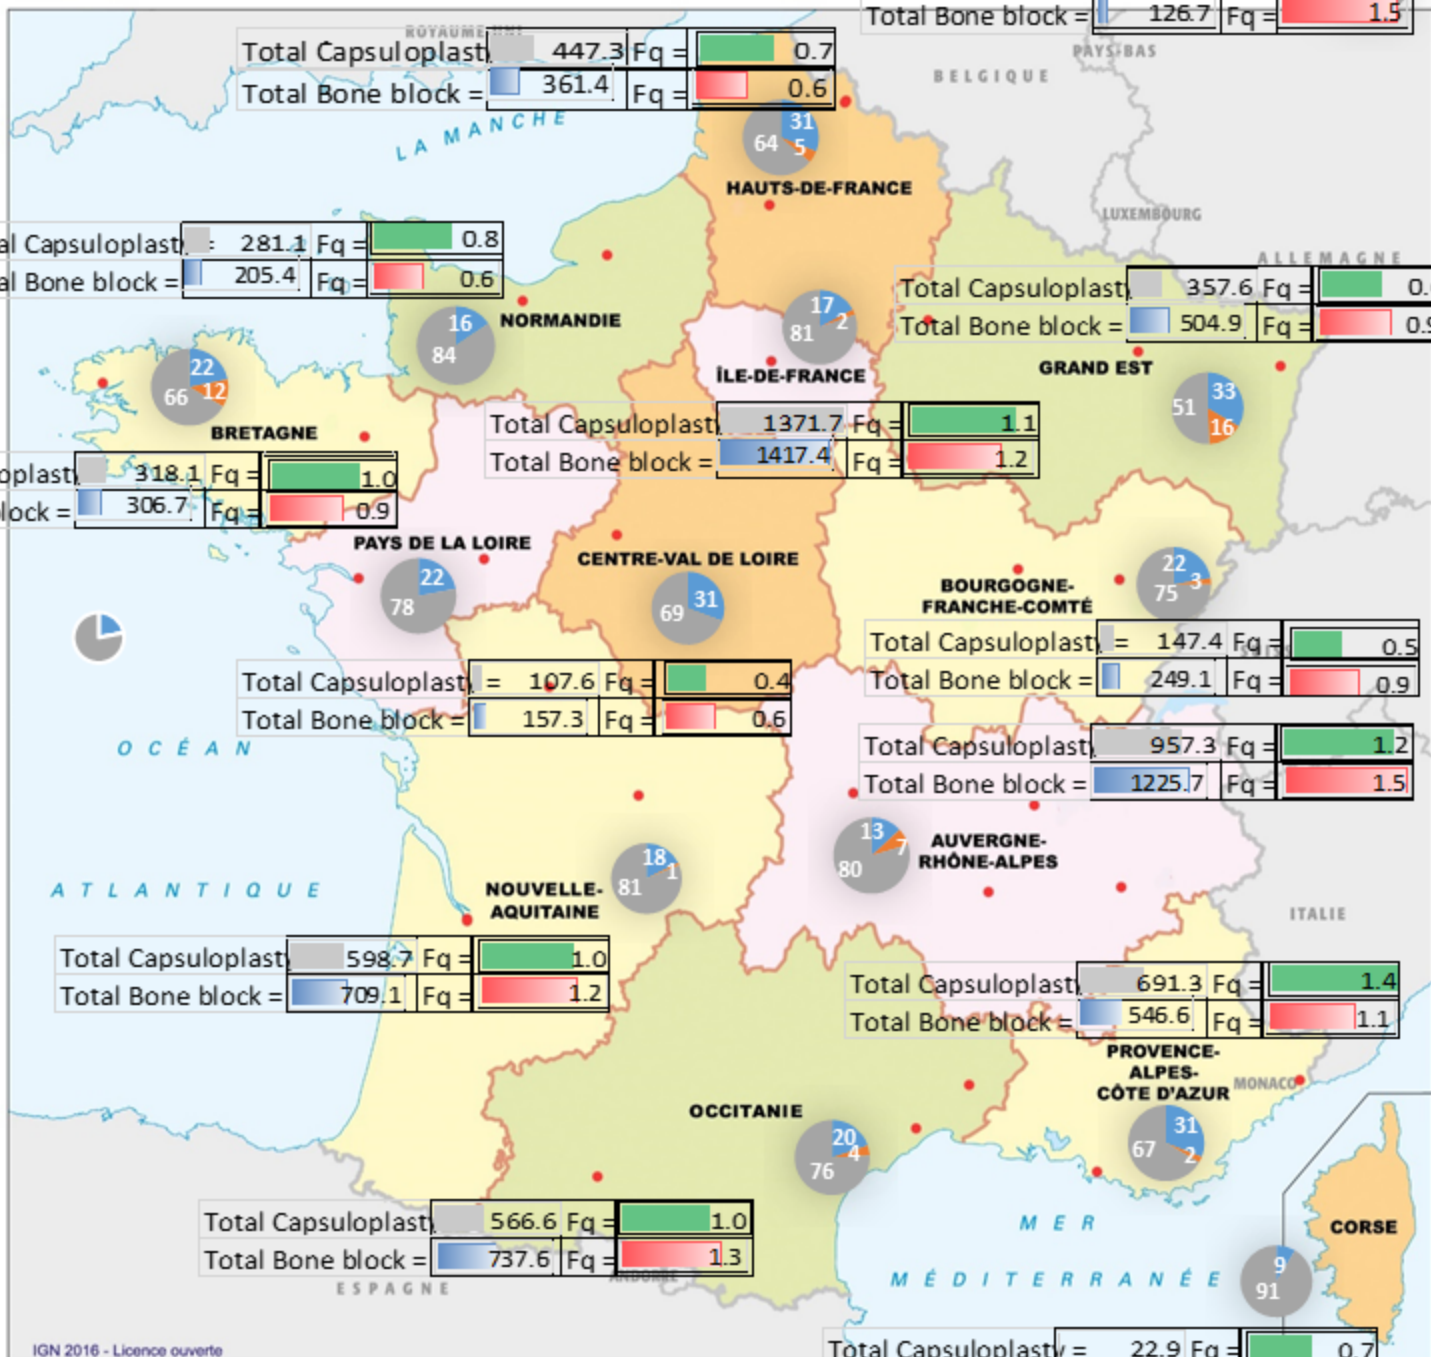 Total Bone block = 126.7 Fq = 1.5
ROYAUME-UNI
Total Capsuloplasty 447.3 Fq = 0.7
Total Bone block = 361.4 Fq = 0.6
PAYS-BAS
BELGIQUE
LA MANCHE
31
64 5
HAUTS-DE-FRANCE
LUXEMBOURG
al Capsuloplasty = 281.1 Fq = 0.8
al Bone block = 205.4 Fq = 0.6
ALLEMAGNE
Total Capsuloplasty 357.6 Fq = 0.
Total Bone block = 504.9 Fq = 0.9
NORMANDIE
16
84
17
81 2
ÎLE-DE-FRANCE
GRAND EST
22
66 12
BRETAGNE
33
51
16
Total Capsuloplasty 1371.7 Fq = 1.1
Total Bone block = 1417.4 Fq = 1.2
oplasty 318.1 Fq = 1.0
lock = 306.7 Fq = 0.9
PAYS DE LA LOIRE
22
78
CENTRE-VAL DE LOIRE
31
69
BOURGOGNE-
FRANCHE-COMTÉ
22
75 3
Total Capsuloplasty = 147.4 Fq = 0.5
Total Bone block = 249.1 Fq = 0.9
Total Capsuloplasty = 107.6 Fq = 0.4
Total Bone block = 157.3 Fq = 0.6
OCÉAN
Total Capsuloplasty 957.3 Fq = 1.2
Total Bone block = 1225.7 Fq = 1.5
13
80 7
AUVERGNE-
RHÔNE-ALPES
ATLANTIQUE
NOUVELLE-
AQUITAINE
18
81 1
ITALIE
Total Capsuloplasty 598.7 Fq = 1.0
Total Bone block = 709.1 Fq = 1.2
Total Capsuloplasty 691.3 Fq = 1.4
Total Bone block = 546.6 Fq = 1.1
PROVENCE-
ALPES-
CÔTE D'AZUR
MONACO
31
67 2
OCCITANIE
20
76 4
Total Capsuloplasty 566.6 Fq = 1.0
Total Bone block = 737.6 Fq = 1.3
ESPAGNE
ANDORRE
MER
MÉDITERRANÉE
CORSE
9
91
Total Capsuloplasty = 22.9 Fq = 0.7
IGN 2016 - Licence ouverte